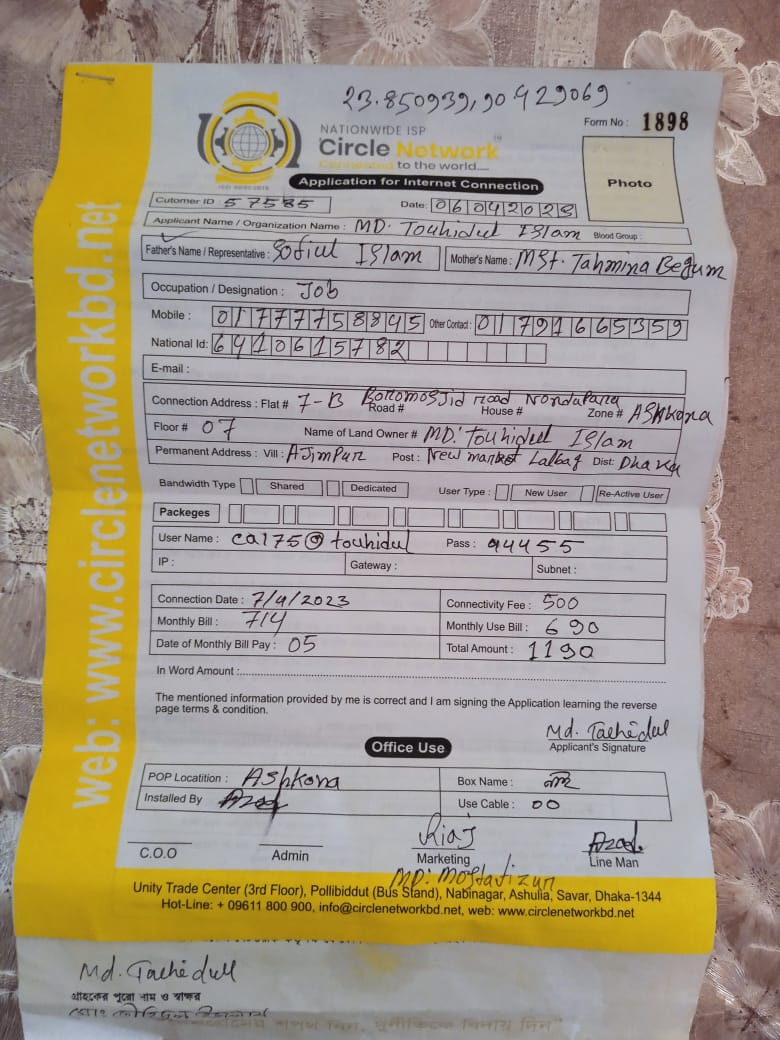 23.850939,90.429069
NATIONWIDE ISP
Circle Network
Connected to the world....
Form No : 1898
Photo
Application for Internet Connection
Cutomer ID : 57585 Date: 06042023
Applicant Name / Organization Name : MD. Touhidul Islam Blood Group :
Father's Name / Representative : Sofiul Islam Mother's Name : MSt. Tahmina Begum
Occupation / Designation : Job
Mobile : 01777758845 Other Contact : 01791665359
National Id: 6410615782
E-mail :
Connection Address : Flat # 7-B Road # House # Zone # Ashkona
Floor # 07 Name of Land Owner # MD. Touhidul Islam
Permanent Address : Vill : AJimpur Post : New market Lalbag Dist: Dhaka
Bandwidth Type Shared Dedicated User Type : New User Re-Active User
Packeges
User Name : ca175@touhidul Pass : 44455
IP : Gateway : Subnet :
Connection Date : 7/4/2023 Connectivity Fee : 500
Monthly Bill : 714 Monthly Use Bill : 690
Date of Monthly Bill Pay : 05 Total Amount : 1190
In Word Amount :
The mentioned information provided by me is correct and I am signing the Application learning the reverse
page terms & condition.
Md. Tachidul
Applicant's Signature
Office Use
POP Locatition : Ashkona Box Name :
Installed By Azad Use Cable : 00
Riaj Azad.
C.O.O Admin Marketing Line Man
MD: Mostafizur
Unity Trade Center (3rd Floor), Pollibiddut (Bus Stand), Nabinagar, Ashulia, Savar, Dhaka-1344
Hot-Line: + 09611 800 900, info@circlenetworkbd.net, web: www.circlenetworkbd.net
web: www.circlenetworkbd.net
Md. Tachidul
গ্রাহকের পুরো নাম ও স্বাক্ষর